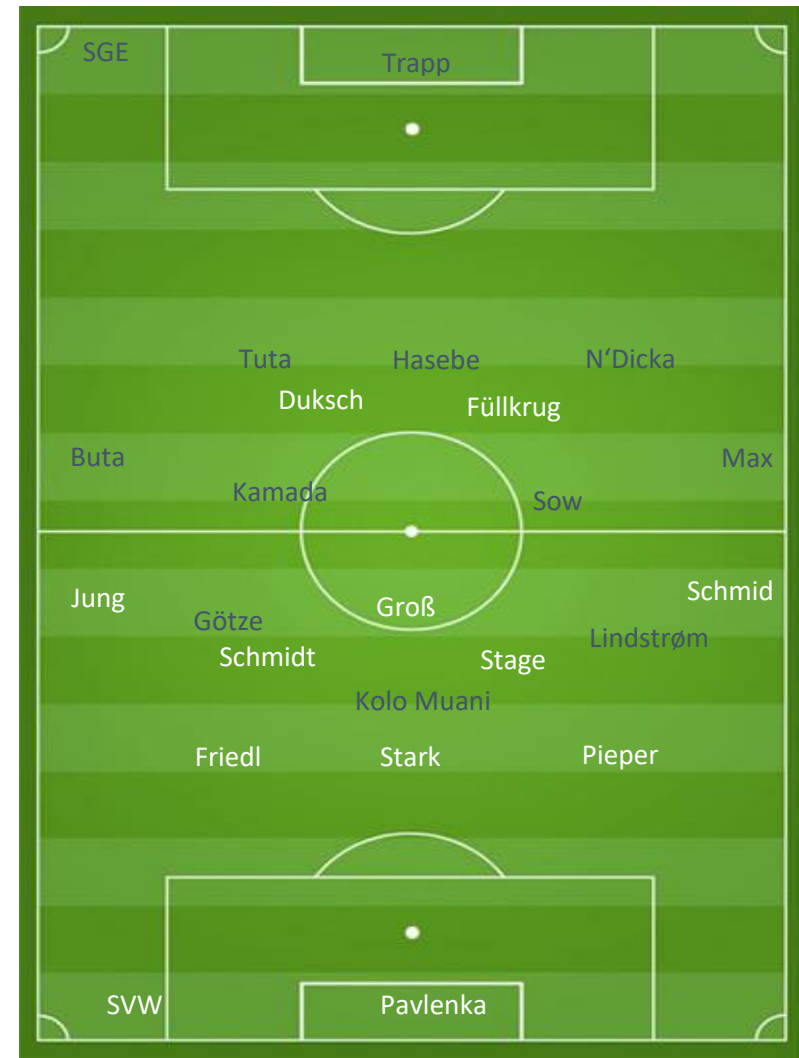 SGE
Trapp
Tuta Hasebe N‘Dicka
Duksch Füllkrug
Buta Max
Kamada Sow
Jung Groß Schmid
Götze Lindstrøm
Schmidt Stage
Kolo Muani
Friedl Stark Pieper
SVW Pavlenka